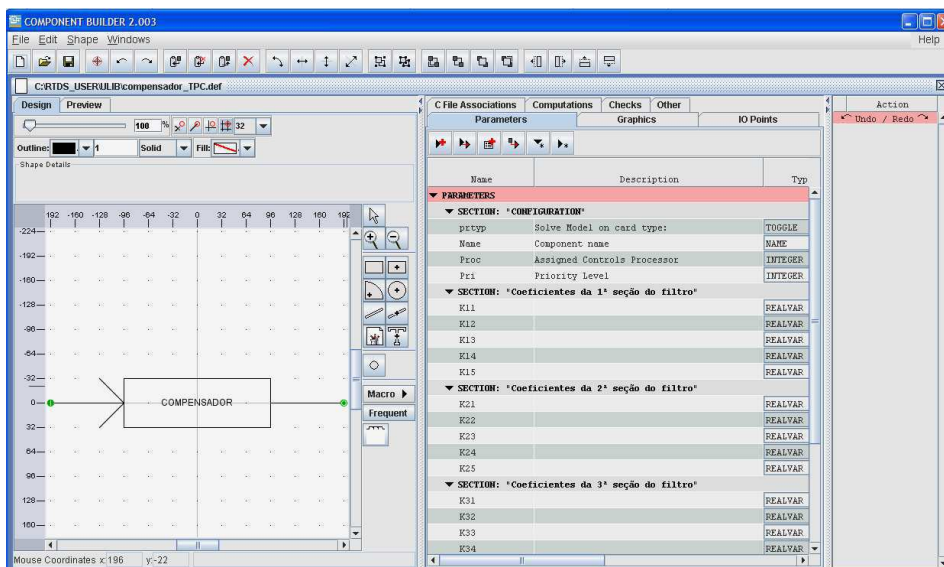 COMPONENT BUILDER 2.003
File Edit Shape Windows Help
C:\RTDS_USER\ULIB\compensador_TPC.def
Design Preview
100 % 32
Outline: 1 Solid Fill:
Shape Details
192 -160 -128 -96 -64 -32 0 32 64 96 128 160 192
-224
-192
-160
-128
-96
-64
-32
0
32
64
96
128
160
COMPENSADOR
Macro
Frequent
Mouse Coordinates x:196 y:-22
C File Associations Computations Checks Other
Parameters Graphics IO Points
Name Description Typ
PARAMETERS
SECTION: "CONFIGURATION"
prtyp Solve Model on card type: TOGGLE
Name Component name NAME
Proc Assigned Controls Processor INTEGER
Pri Priority Level INTEGER
SECTION: "Coeficientes da 1ª seção do filtro"
K11 REALVAR
K12 REALVAR
K13 REALVAR
K14 REALVAR
K15 REALVAR
SECTION: "Coeficientes da 2ª seção do filtro"
K21 REALVAR
K22 REALVAR
K23 REALVAR
K24 REALVAR
K25 REALVAR
SECTION: "Coeficientes da 3ª seção do filtro"
K31 REALVAR
K32 REALVAR
K33 REALVAR
K34 REALVAR
Action
Undo / Redo